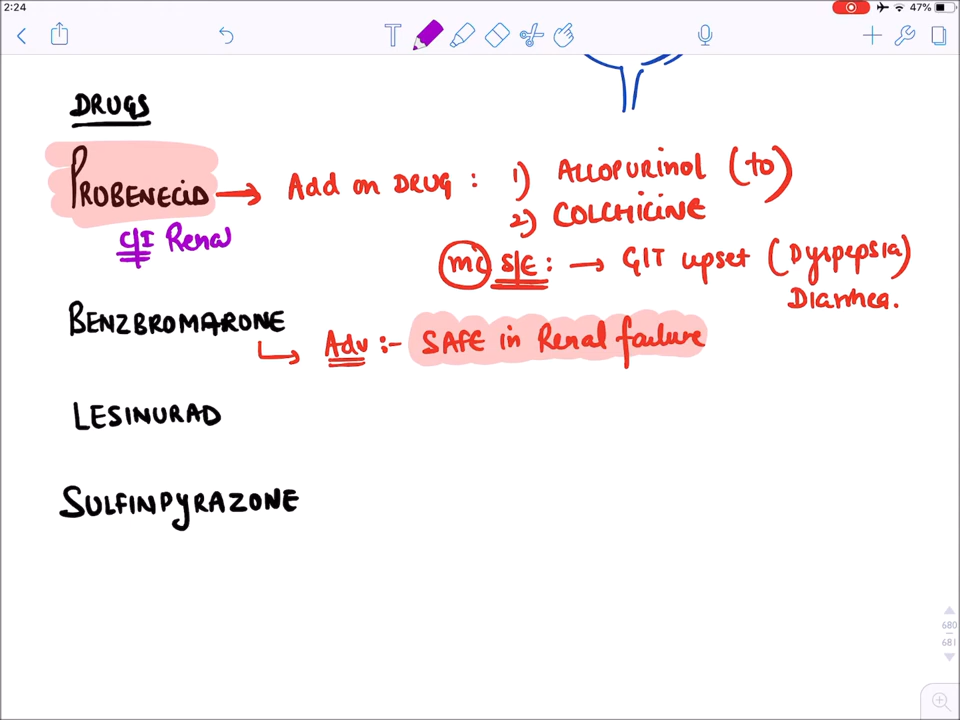 2:24
47%
T
DRUGS
PROBENECID → Add on DRUG : 1) ALLOPURINOL (to)
2) COLCHICINE
C/I Renal
mc S/E : → GIT upset (Dyspepsia)
Diarrhea.
BENZBROMARONE
Adv :- SAFE in Renal failure
LESINURAD
SULFINPYRAZONE
680
681